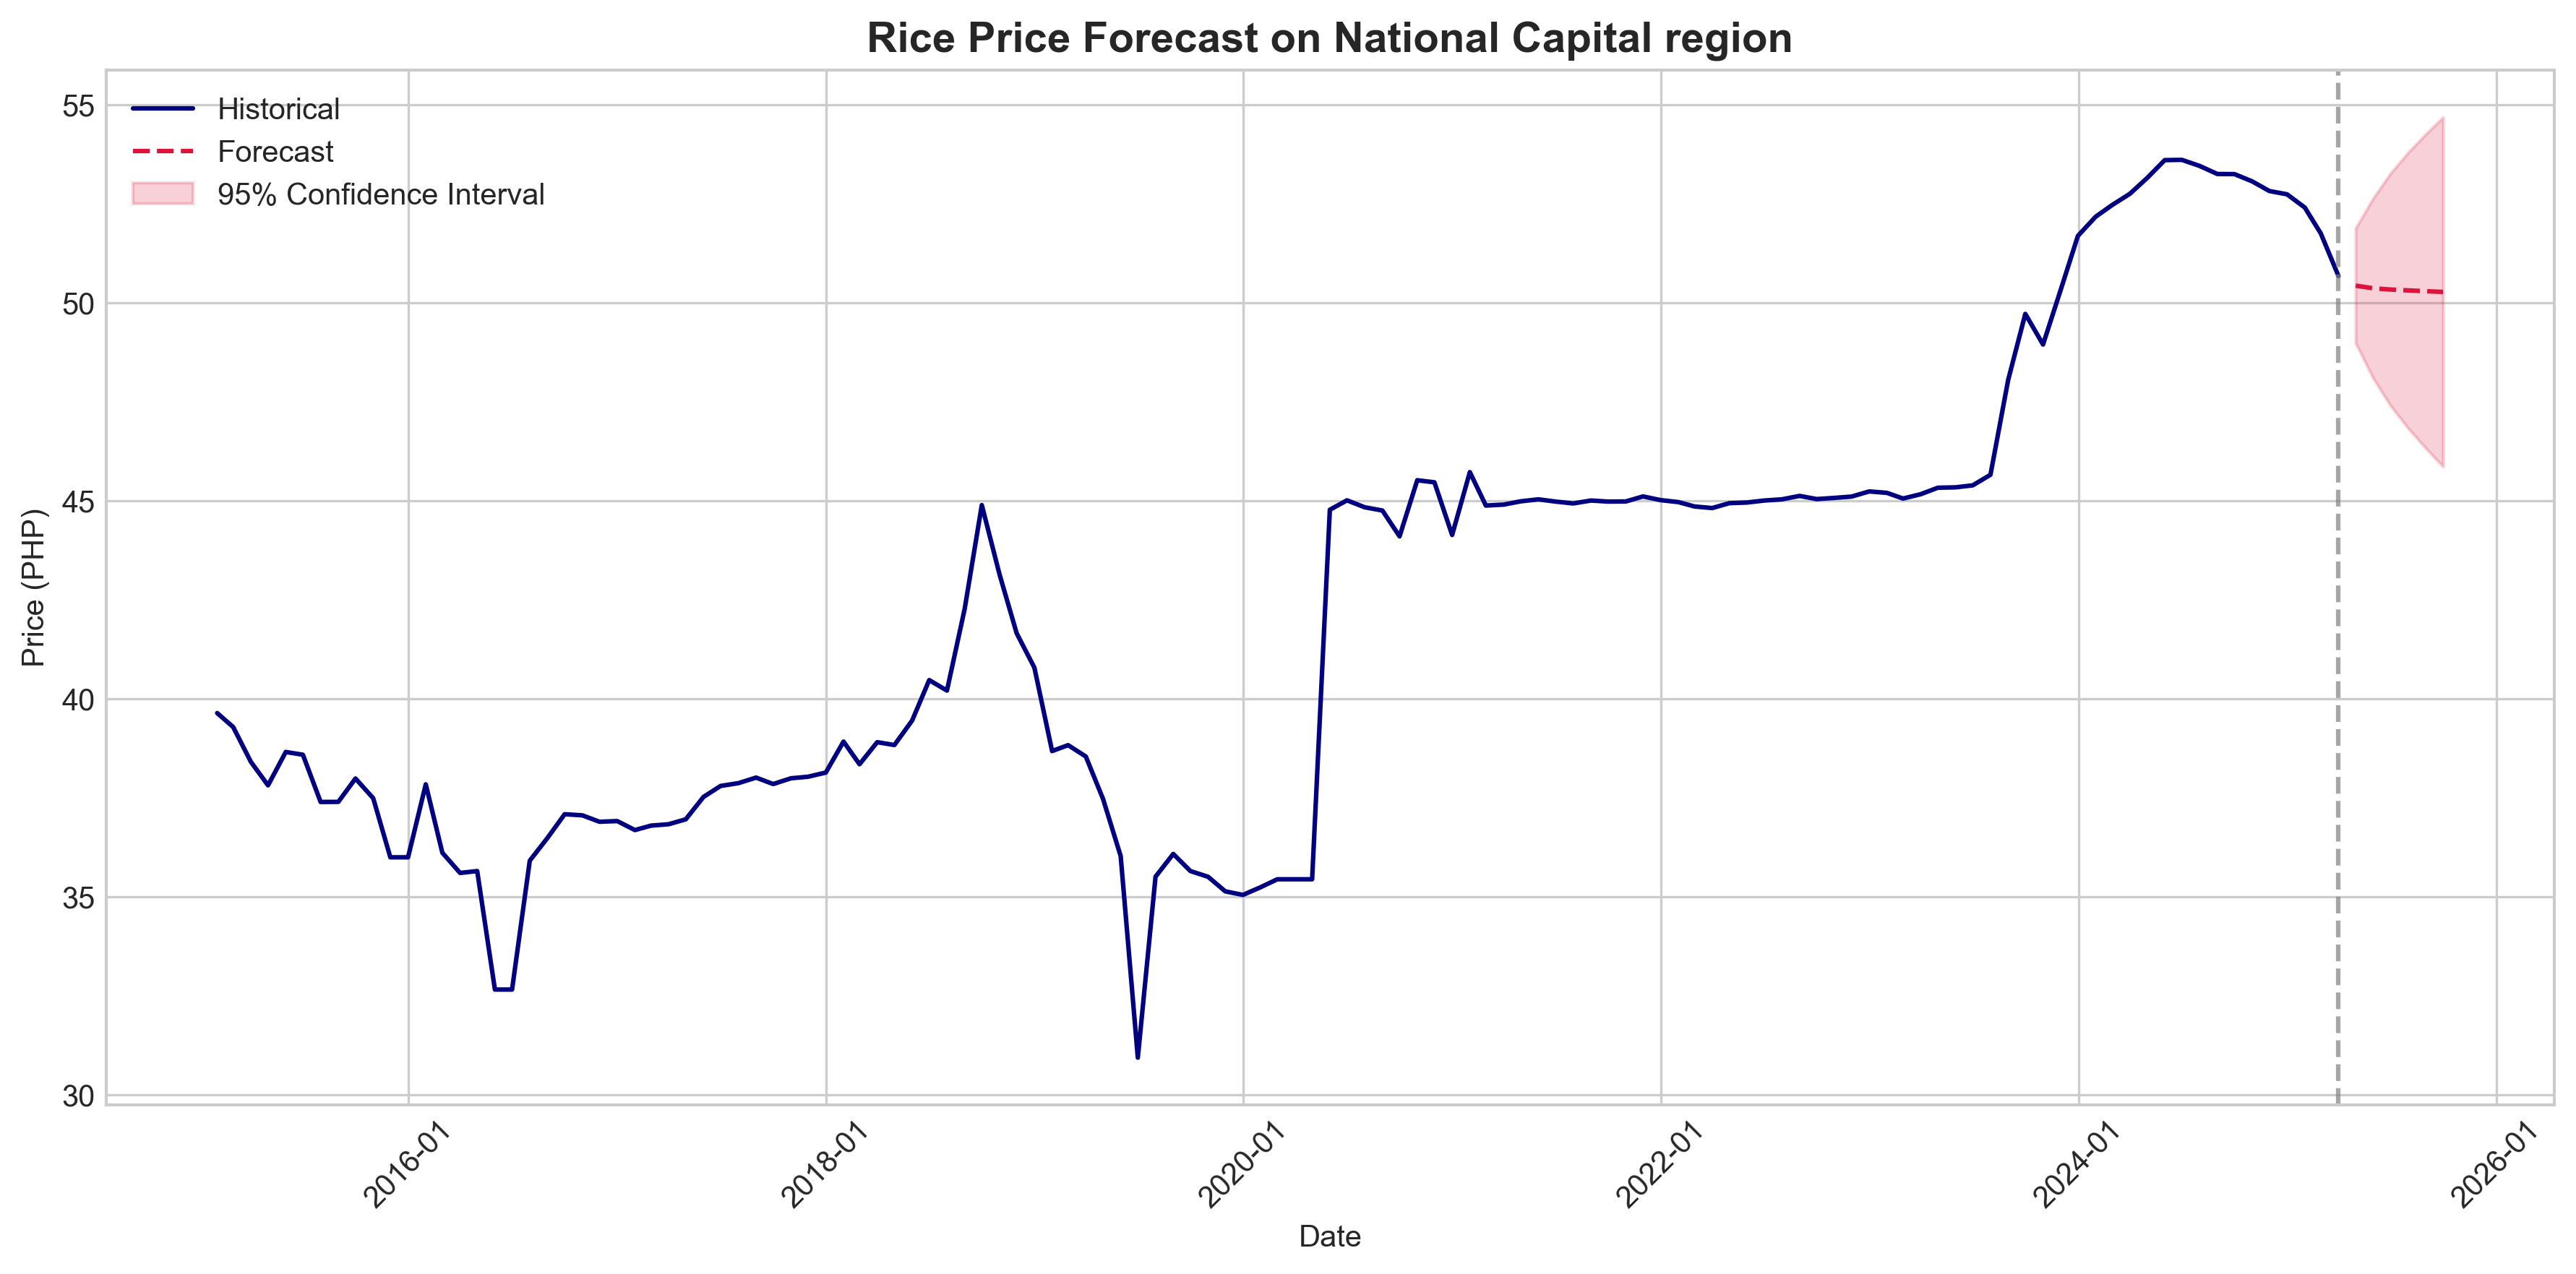 Rice Price Forecast on National Capital region
Historical
Forecast
95% Confidence Interval
Price (PHP)
55
50
45
40
35
30
2016-01
2018-01
2020-01
2022-01
2024-01
2026-01
Date